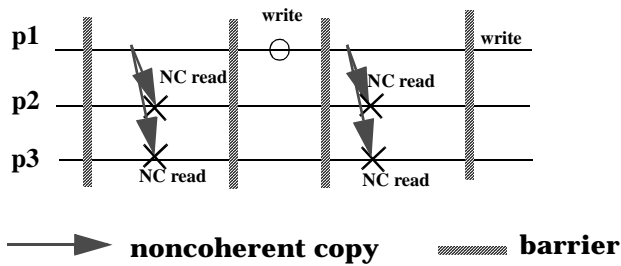 write
p1
write
NC read
NC read
p2
p3
NC read
NC read
noncoherent copy
barrier